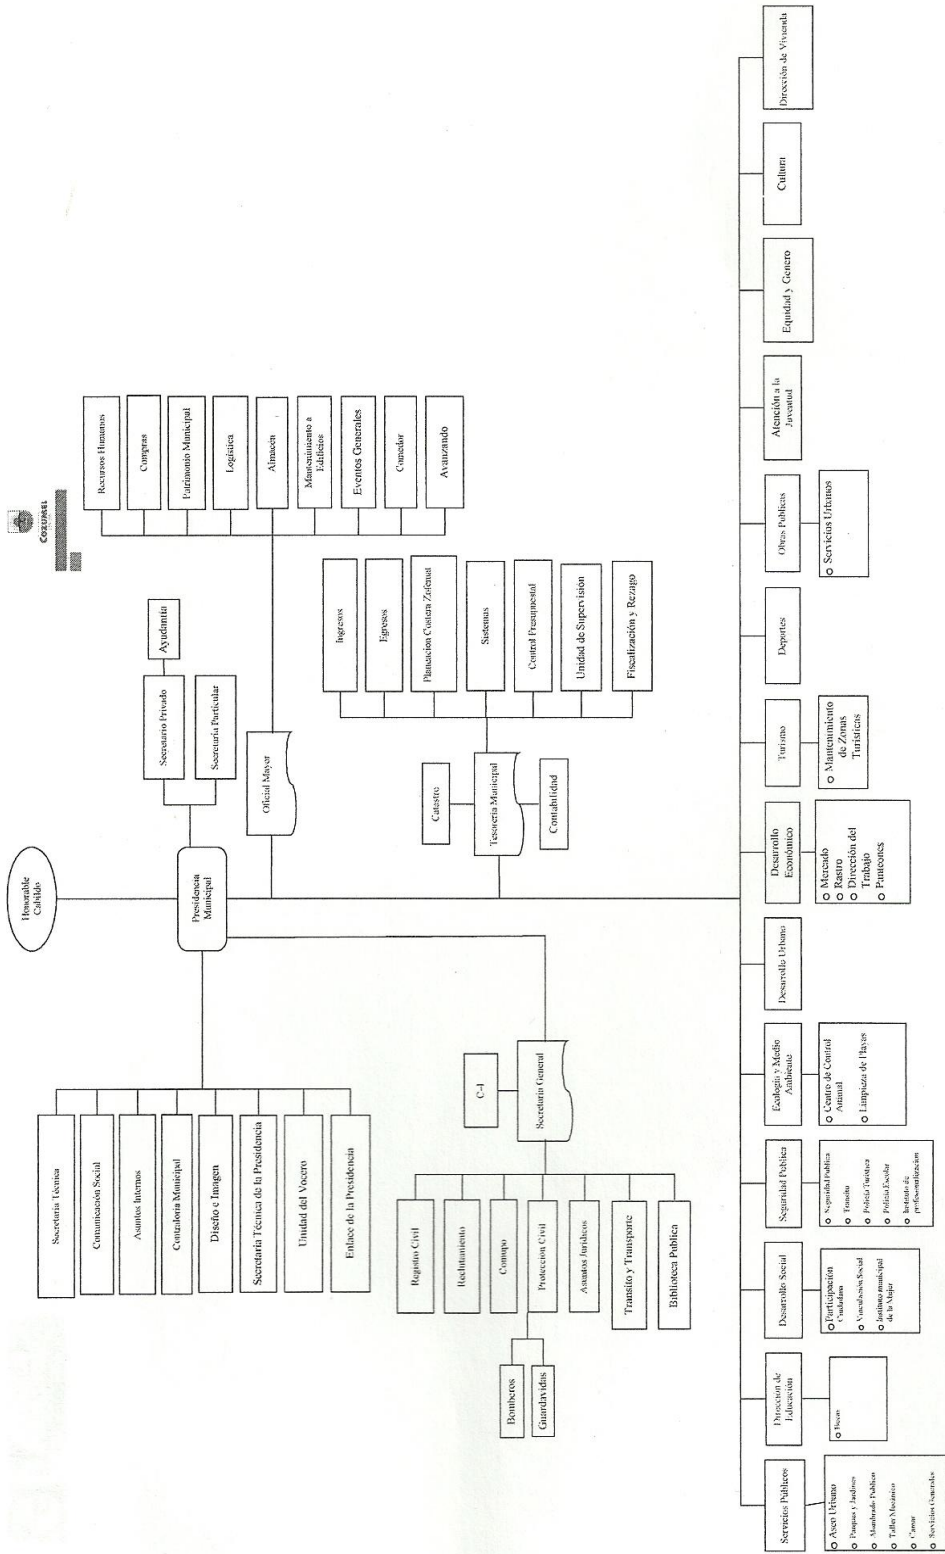 COZUMEL
Honorable
Cabildo
Presidencia
Municipal
Secretario Privado
Ayudantía
Secretaria Particular
Secretaria Técnica
Comunicación Social
Asuntos Internos
Contraloria Municipal
Diseño e Imagen
Secretaria Técnica de la Presidencia
Unidad del Vocero
Enlace de la Presidencia
Oficial Mayor
Recursos Humanos
Compras
Patrimonio Municipal
Logística
Almacén
Mantenimiento a
Edificios
Eventos Generales
Comedor
Avanzando
Catastro
Tesorería Municipal
Contabilidad
Ingresos
Egresos
Planeacion Costera Zofemat
Sistemas
Control Presupuestal
Unidad de Supervisión
Fiscalización y Rezago
Secretaria General
Registro Civil
Reclutamiento
Comupo
Proteccion Civil
Asuntos Jurídicos
Transito y Transporte
Biblioteca Publica
Bomberos
Guardavidas
Servicios Públicos
Aseo Urbano
Parques y Jardines
Alumbrado Publico
Taller Mecánico
Servicios Generales
Dirección de
Educación
Becas
Desarrollo Social
Participación
Ciudadana
Vinculación Social
Instituto municipal
de la Mujer
Seguridad Publica
Seguridad Publica
Transito
Policía Turística
Policía Escolar
Instituto de
profesionalización
Ecología y Medio
Ambiente
Centro de Control
Animal
Limpieza de Playas
Desarrollo Urbano
Desarrollo
Económico
Mercado
Rastro
Dirección del
Trabajo
Panteones
Turismo
Mantenimiento
de Zonas
Turísticas
Deportes
Obras Publicas
Servicios Urbanos
Atención a la
Juventud
Equidad y Genero
Cultura
Dirección de Vivienda